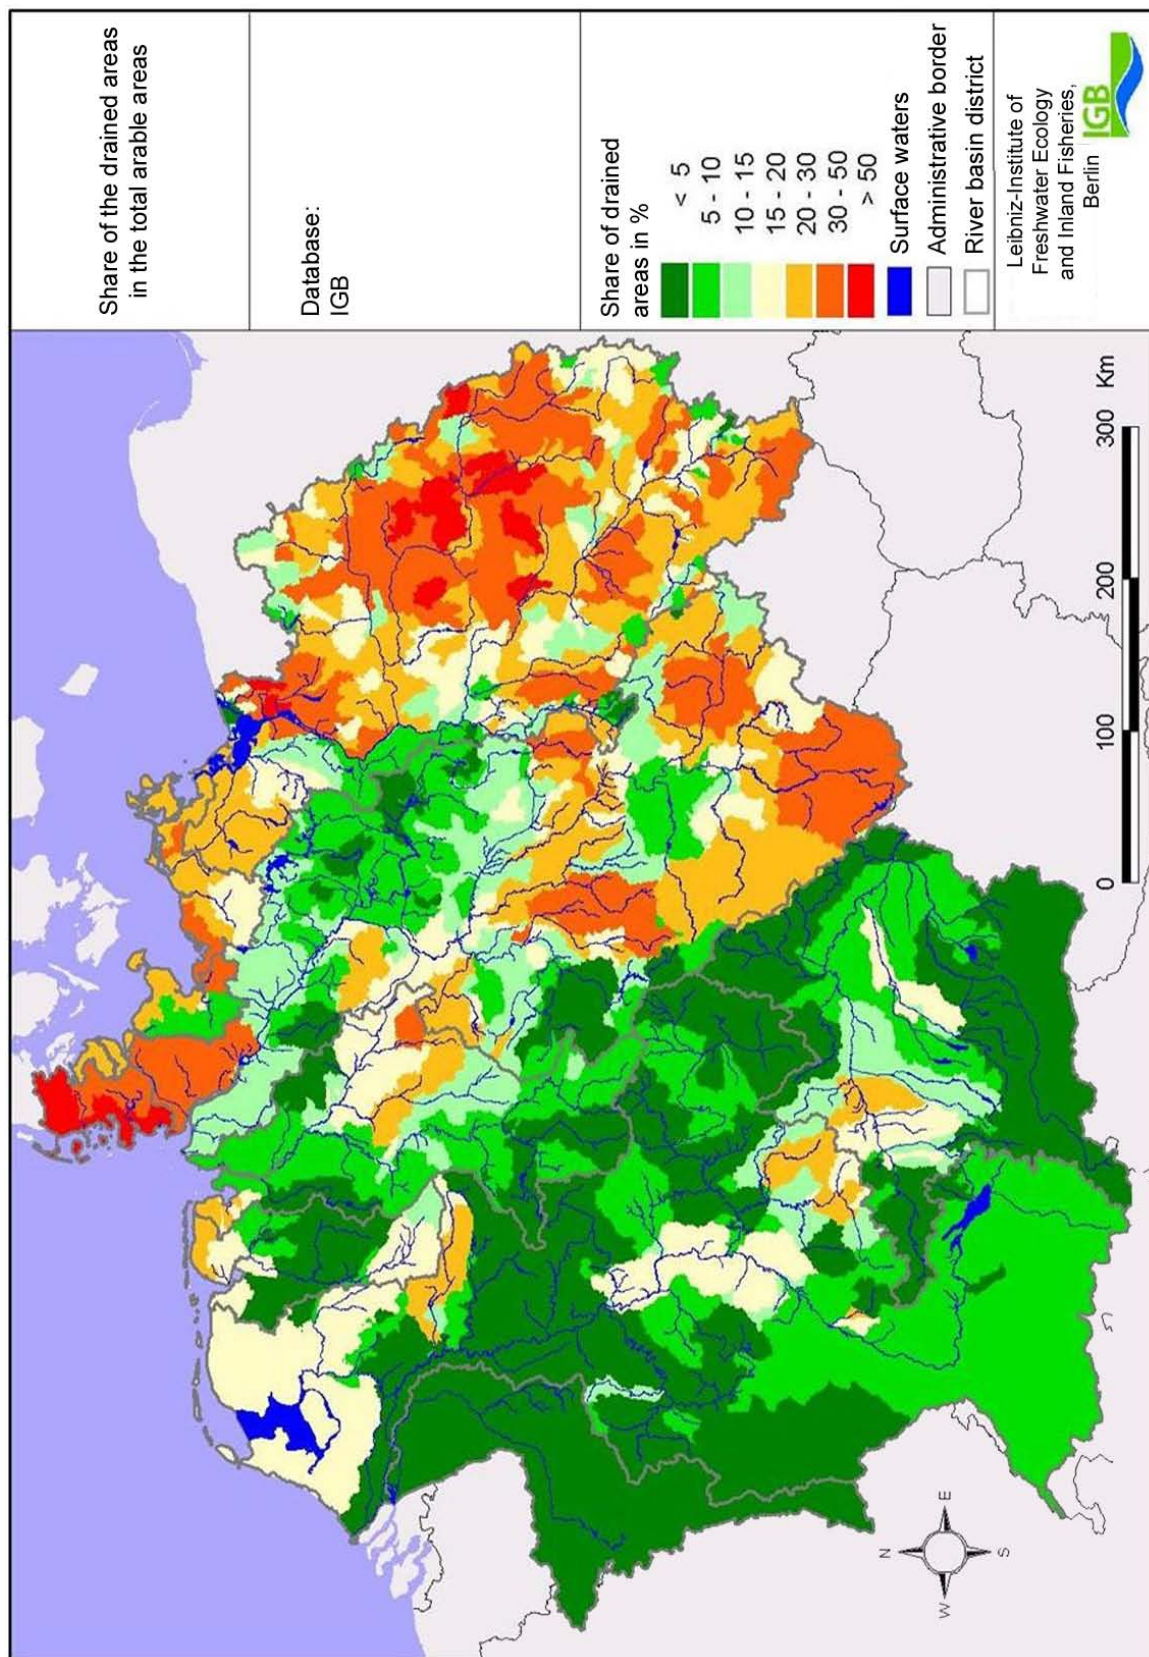 Share of the drained areas
in the total arable areas
Database:
IGB
Share of drained
areas in %
< 5
5 - 10
10 - 15
15 - 20
20 - 30
30 - 50
> 50
Surface waters
Administrative border
River basin district
Leibniz-Institute of
Freshwater Ecology
and Inland Fisheries,
Berlin
IGB
0 100 200 300 Km
N
W E
S